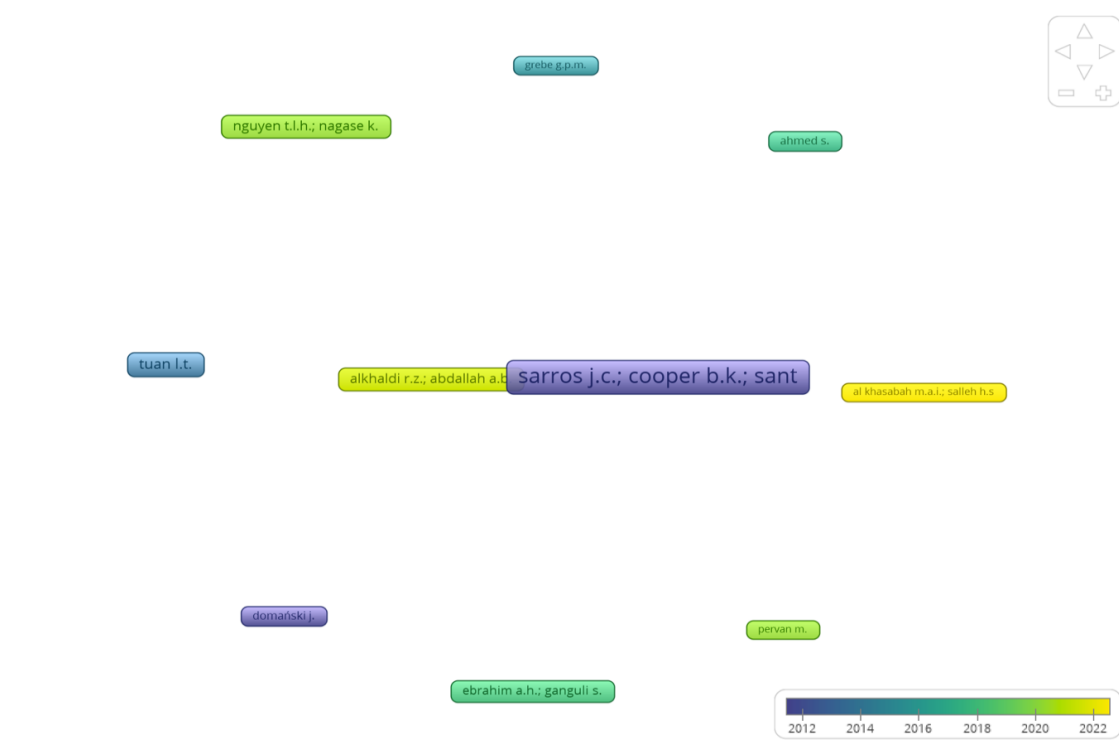 grebe g.p.m.
nguyen t.l.h.; nagase k.
ahmed s.
tuan l.t.
alkhaldi r.z.; abdallah a.b
sarros j.c.; cooper b.k.; sant
al khasabah m.a.i.; salleh h.s
domański j.
pervan m.
ebrahim a.h.; ganguli s.
2012 2014 2016 2018 2020 2022